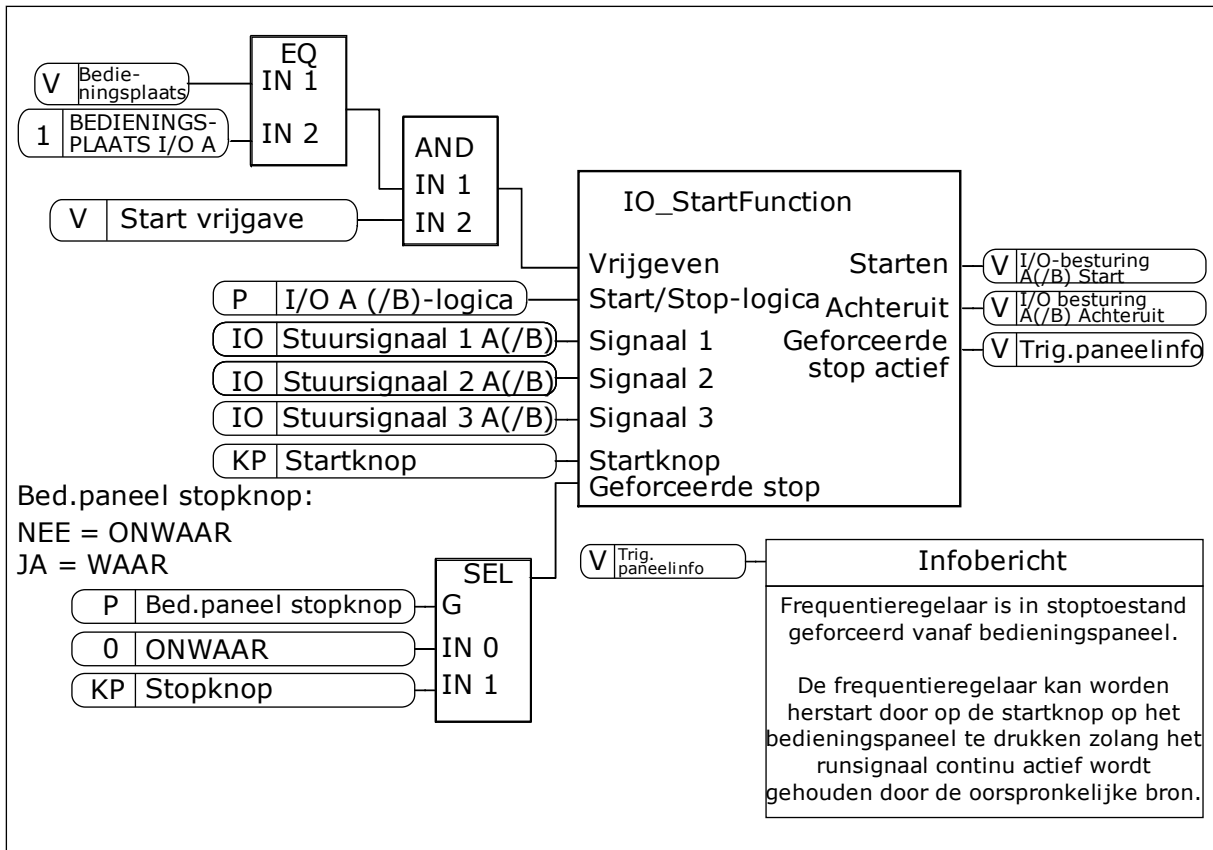 EQ
IN 1
IN 2
V Bedie-
ningsplaats
1 BEDIENINGS-
PLAATS I/O A
AND
IN 1
IN 2
V Start vrijgave
IO_StartFunction
Vrijgeven
Start/Stop-logica
Signaal 1
Signaal 2
Signaal 3
Startknop
Geforceerde stop
Starten
Achteruit
Geforceerde
stop actief
P I/O A (/B)-logica
IO Stuursignaal 1 A(/B)
IO Stuursignaal 2 A(/B)
IO Stuursignaal 3 A(/B)
KP Startknop
V I/O-besturing
A(/B) Start
V I/O besturing
A(/B) Achteruit
V Trig.paneelinfo
Bed.paneel stopknop:
NEE = ONWAAR
JA = WAAR
SEL
G
IN 0
IN 1
P Bed.paneel stopknop
0 ONWAAR
KP Stopknop
V Trig.
paneelinfo
Infobericht
Frequentieregelaar is in stoptoestand
geforceerd vanaf bedieningspaneel.
De frequentieregelaar kan worden
herstart door op de startknop op het
bedieningspaneel te drukken zolang het
runsignaal continu actief wordt
gehouden door de oorspronkelijke bron.